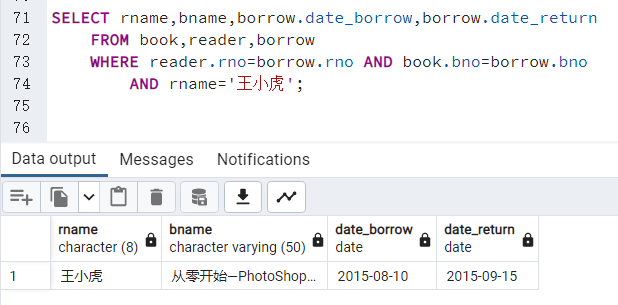 71 SELECT rname,bname,borrow.date_borrow,borrow.date_return
72 FROM book,reader,borrow
73 WHERE reader.rno=borrow.rno AND book.bno=borrow.bno
74 AND rname='王小虎';
75
76
Data output Messages Notifications
rname bname date_borrow date_return
character (8) character varying (50) date date
1 王小虎 从零开始—PhotoShop... 2015-08-10 2015-09-15